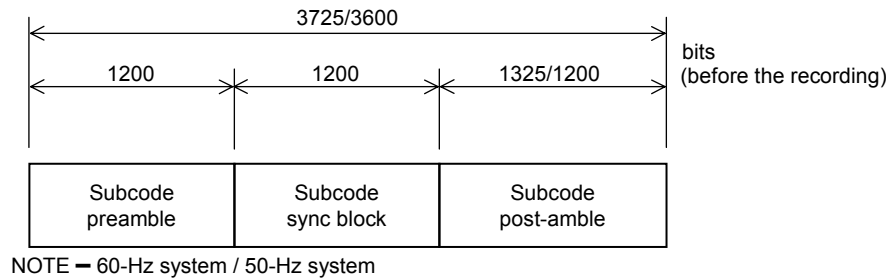 3725/3600
bits
(before the recording)
1200 1200 1325/1200
Subcode preamble
Subcode sync block
Subcode post-amble
NOTE – 60-Hz system / 50-Hz system